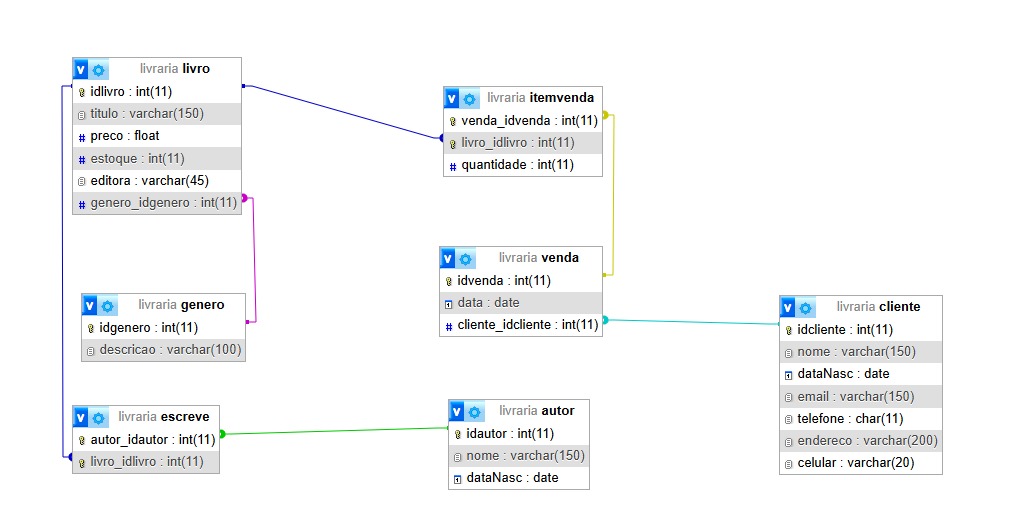 livraria livro
idlivro : int(11)
titulo : varchar(150)
preco : float
estoque : int(11)
editora : varchar(45)
genero_idgenero : int(11)
livraria itemvenda
venda_idvenda : int(11)
livro_idlivro : int(11)
quantidade : int(11)
livraria venda
idvenda : int(11)
data : date
cliente_idcliente : int(11)
livraria genero
idgenero : int(11)
descricao : varchar(100)
livraria cliente
idcliente : int(11)
nome : varchar(150)
dataNasc : date
email : varchar(150)
telefone : char(11)
endereco : varchar(200)
celular : varchar(20)
livraria escreve
autor_idautor : int(11)
livro_idlivro : int(11)
livraria autor
idautor : int(11)
nome : varchar(150)
dataNasc : date